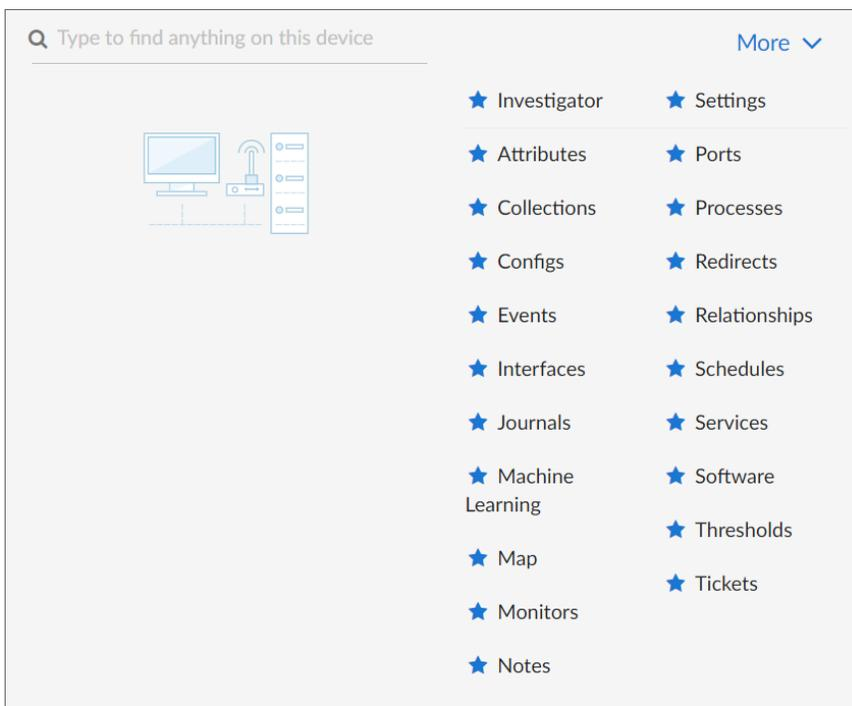 Type to find anything on this device
More
Investigator
Attributes
Collections
Configs
Events
Interfaces
Journals
Machine
Learning
Map
Monitors
Notes
Settings
Ports
Processes
Redirects
Relationships
Schedules
Services
Software
Thresholds
Tickets